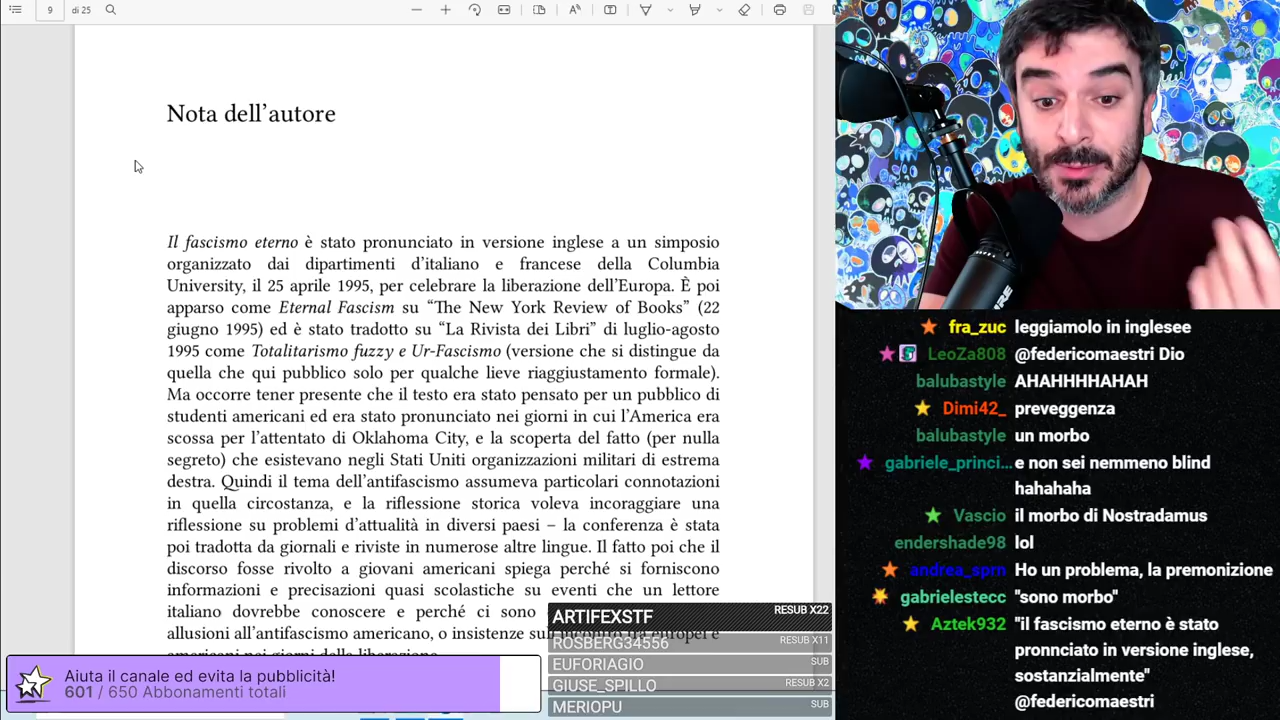 9 di 25
Nota dell’autore
Il fascismo eterno è stato pronunciato in versione inglese a un simposio
organizzato dai dipartimenti d’italiano e francese della Columbia
University, il 25 aprile 1995, per celebrare la liberazione dell’Europa. È poi
apparso come Eternal Fascism su “The New York Review of Books” (22
giugno 1995) ed è stato tradotto su “La Rivista dei Libri” di luglio-agosto
1995 come Totalitarismo fuzzy e Ur-Fascismo (versione che si distingue da
quella che qui pubblico solo per qualche lieve riaggiustamento formale).
Ma occorre tener presente che il testo era stato pensato per un pubblico di
studenti americani ed era stato pronunciato nei giorni in cui l’America era
scossa per l’attentato di Oklahoma City, e la scoperta del fatto (per nulla
segreto) che esistevano negli Stati Uniti organizzazioni militari di estrema
destra. Quindi il tema dell’antifascismo assumeva particolari connotazioni
in quella circostanza, e la riflessione storica voleva incoraggiare una
riflessione su problemi d’attualità in diversi paesi – la conferenza è stata
poi tradotta da giornali e riviste in numerose altre lingue. Il fatto poi che il
discorso fosse rivolto a giovani americani spiega perché si forniscono
informazioni e precisazioni quasi scolastiche su eventi che un lettore
italiano dovrebbe conoscere e perché ci sono
allusioni all’antifascismo americano, o insistenze sull’incontro tra europei e
americani nei giorni della liberazione.
Aiuta il canale ed evita la pubblicità!
601 / 650 Abbonamenti totali
ARTIFEXSTF RESUB X22
ROSBERG34556 RESUB X11
EUFORIAGIO SUB
GIUSE_SPILLO RESUB X2
MERIOPU SUB
fra_zuc leggiamolo in inglesee
LeoZa808 @federicomaestri Dio
balubastyle AHAHHHHAHAH
Dimi42_ preveggenza
balubastyle un morbo
gabriele_princi... e non sei nemmeno blind
hahahaha
Vascio il morbo di Nostradamus
endershade98 lol
andrea_sprn Ho un problema, la premonizione
gabrielestecc "sono morbo"
Aztek932 "il fascismo eterno è stato
pronnciato in versione inglese,
sostanzialmente"
@federicomaestri